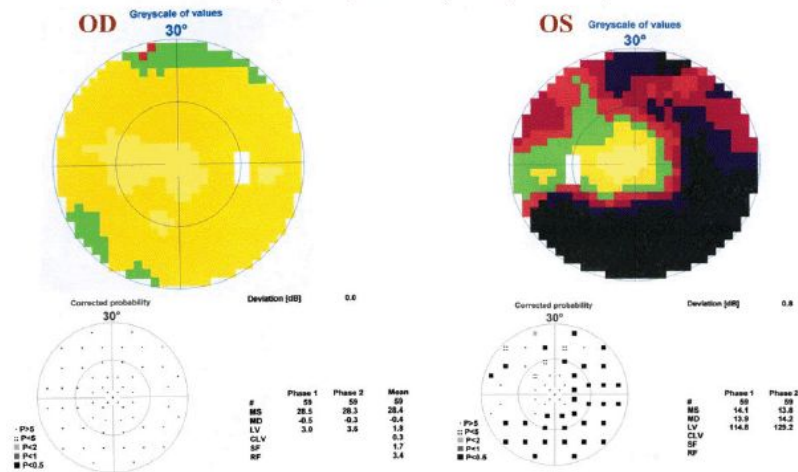 OD
Greyscale of values
30°
Corrected probability
30°
Deviation [dB] 0.0
Phase 1 Phase 2 Mean
# 59 59 59
MS 28.5 28.3 28.4
MD -0.5 -0.3 -0.4
LV 3.0 3.6 1.8
CLV 0.3
SF 1.7
RF 3.4
P>5
P<5
P<2
P<1
P<0.5
OS
Greyscale of values
30°
Corrected probability
30°
Deviation [dB] 0.8
Phase 1 Phase 2
# 59 59
MS 14.1 13.8
MD 13.9 14.2
LV 114.8 129.2
CLV
SF
RF
P>5
P<5
P<2
P<1
P<0.5